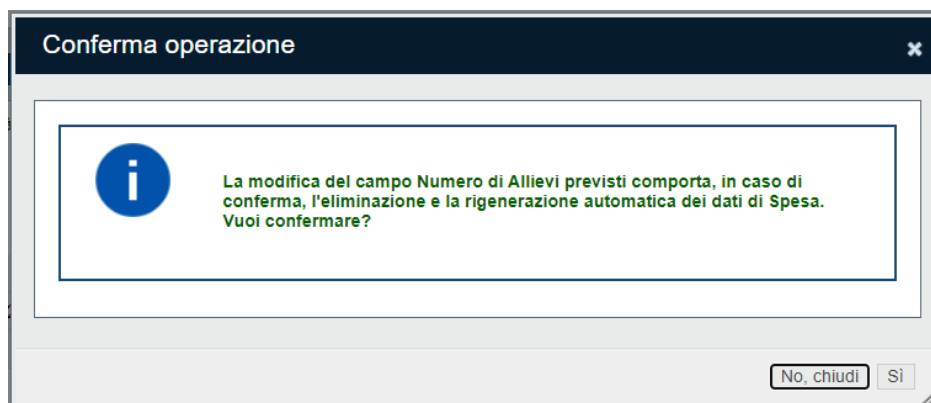 Conferma operazione
La modifica del campo Numero di Allievi previsti comporta, in caso di
conferma, l'eliminazione e la rigenerazione automatica dei dati di Spesa.
Vuoi confermare?
No, chiudi
Sì